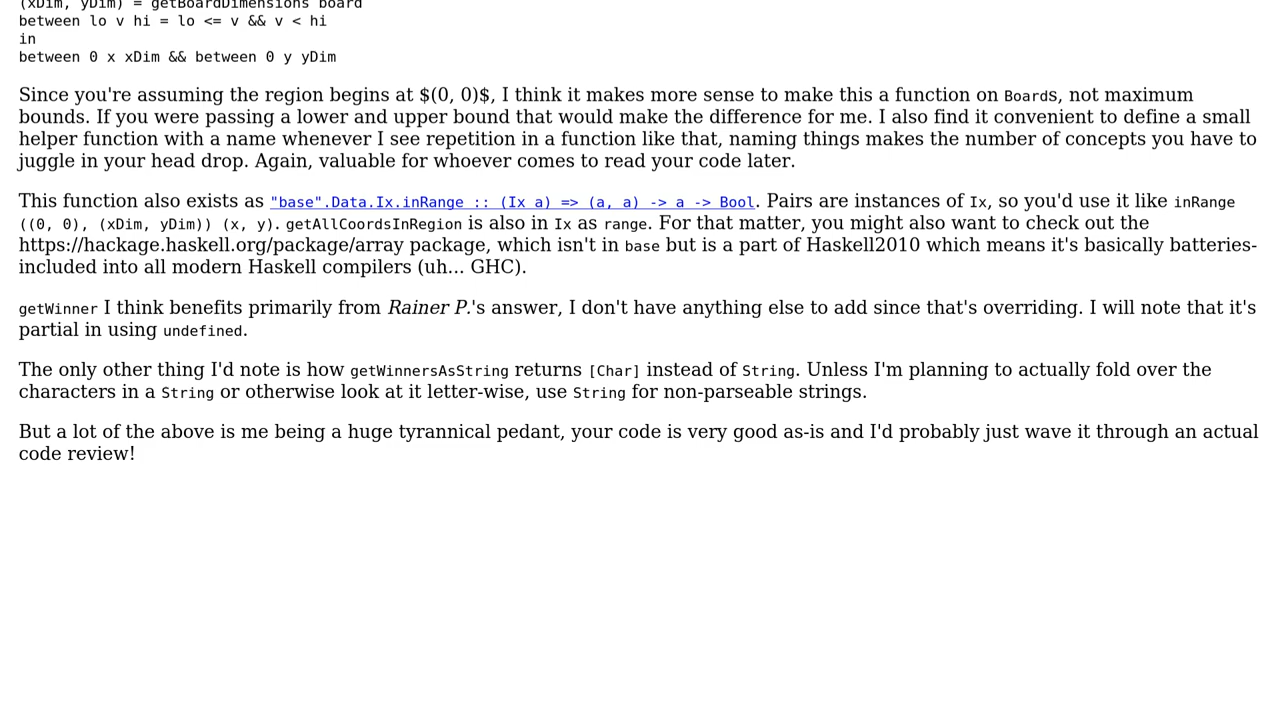 (xDim, yDim) = getBoardDimensions board
between lo v hi = lo <= v && v < hi
in
between 0 x xDim && between 0 y yDim
Since you're assuming the region begins at $(0, 0)$, I think it makes more sense to make this a function on Boards, not maximum
bounds. If you were passing a lower and upper bound that would make the difference for me. I also find it convenient to define a small
helper function with a name whenever I see repetition in a function like that, naming things makes the number of concepts you have to
juggle in your head drop. Again, valuable for whoever comes to read your code later.
This function also exists as "base".Data.Ix.inRange :: (Ix a) => (a, a) -> a -> Bool. Pairs are instances of Ix, so you'd use it like inRange
((0, 0), (xDim, yDim)) (x, y). getAllCoordsInRegion is also in Ix as range. For that matter, you might also want to check out the
https://hackage.haskell.org/package/array package, which isn't in base but is a part of Haskell2010 which means it's basically batteries-
included into all modern Haskell compilers (uh... GHC).
getWinner I think benefits primarily from Rainer P.'s answer, I don't have anything else to add since that's overriding. I will note that it's
partial in using undefined.
The only other thing I'd note is how getWinnersAsString returns [Char] instead of String. Unless I'm planning to actually fold over the
characters in a String or otherwise look at it letter-wise, use String for non-parseable strings.
But a lot of the above is me being a huge tyrannical pedant, your code is very good as-is and I'd probably just wave it through an actual
code review!